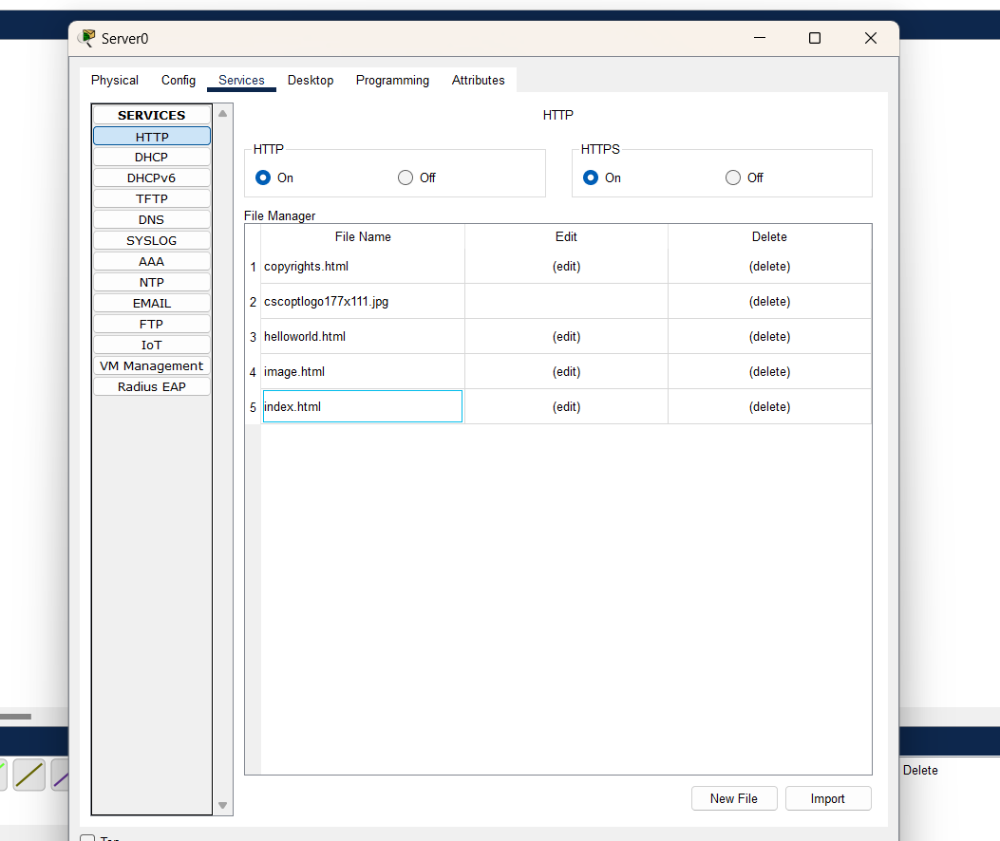 Server0
Physical Config Services Desktop Programming Attributes
SERVICES
HTTP
DHCP
DHCPv6
TFTP
DNS
SYSLOG
AAA
NTP
EMAIL
FTP
IoT
VM Management
Radius EAP
HTTP
HTTP
On Off
HTTPS
On Off
File Manager
File Name Edit Delete
1 copyrights.html (edit) (delete)
2 cscoptlogo177x111.jpg (delete)
3 helloworld.html (edit) (delete)
4 image.html (edit) (delete)
5 index.html (edit) (delete)
New File Import
Delete